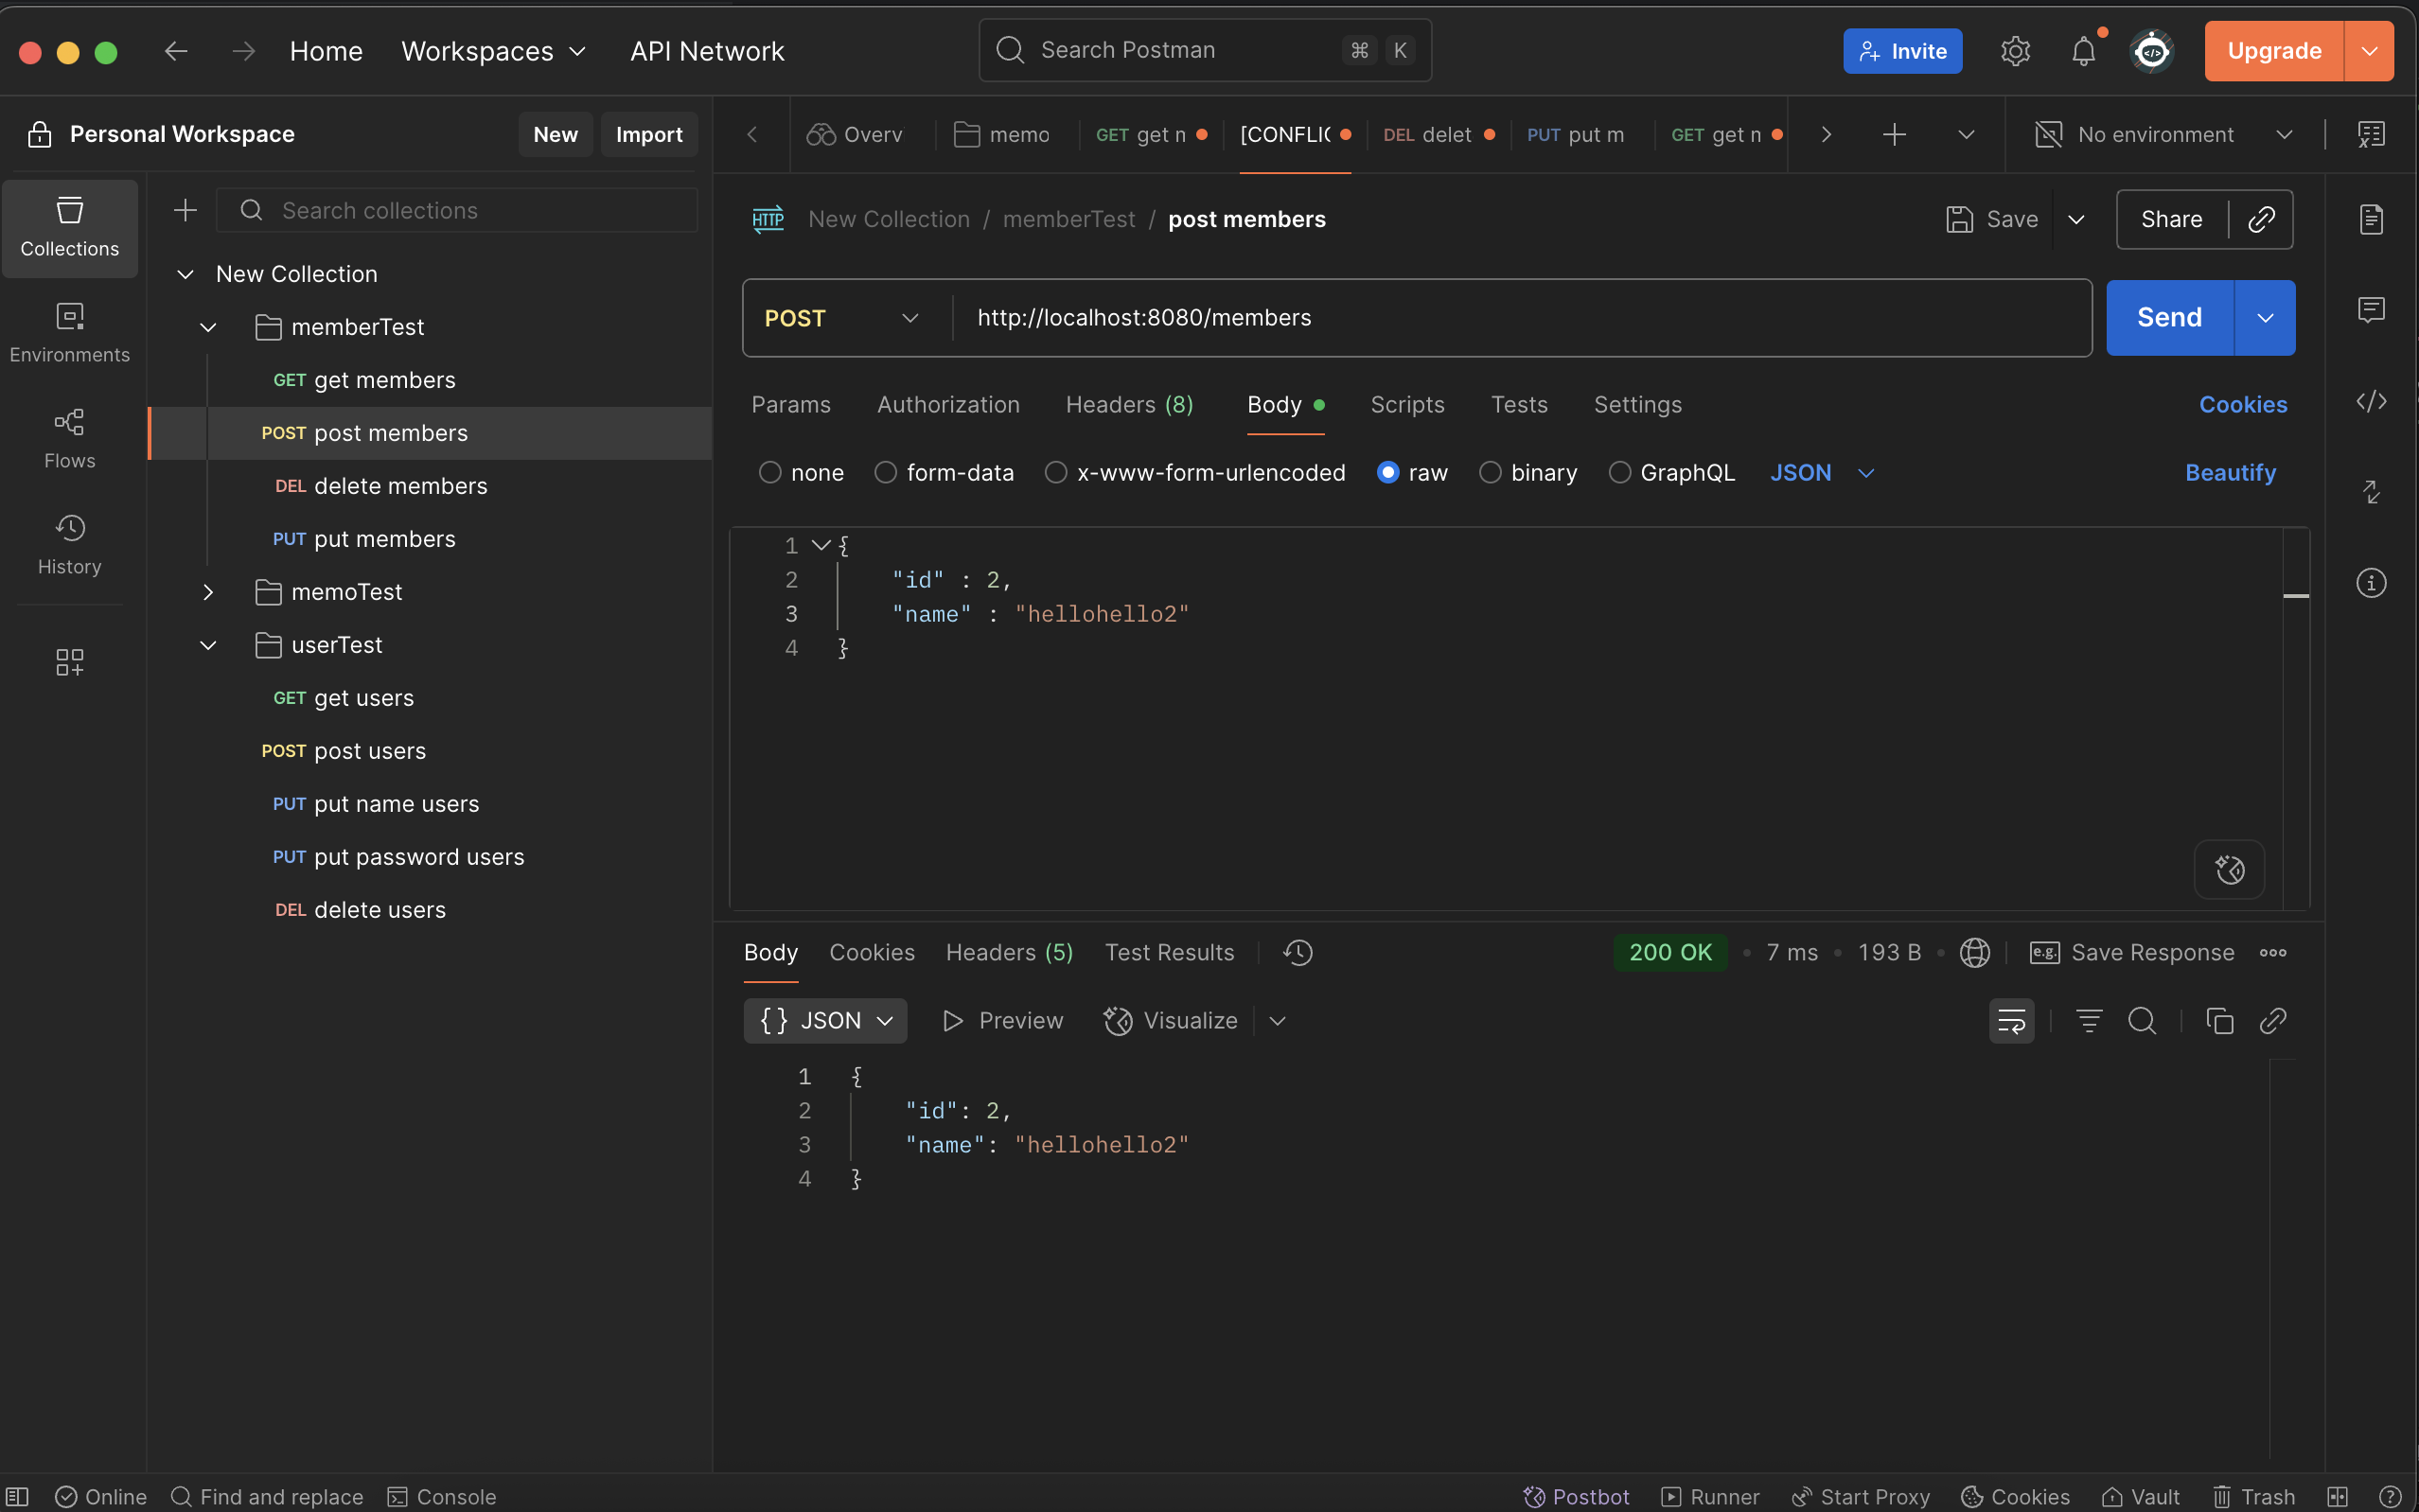 Home Workspaces API Network Search Postman ⌘ K Invite Upgrade
Personal Workspace New Import
Overv memo GET get n [CONFLIC DEL delet PUT put m GET get n No environment
Collections
Environments
Flows
History
Search collections
New Collection
memberTest
GET get members
POST post members
DEL delete members
PUT put members
memoTest
userTest
GET get users
POST post users
PUT put name users
PUT put password users
DEL delete users
HTTP New Collection / memberTest / post members Save Share
POST http://localhost:8080/members Send
Params Authorization Headers (8) Body Scripts Tests Settings Cookies
none form-data x-www-form-urlencoded raw binary GraphQL JSON Beautify
1 {
2 "id" : 2,
3 "name" : "hellohello2"
4 }
Body Cookies Headers (5) Test Results 200 OK • 7 ms • 193 B • e.g. Save Response
{} JSON Preview Visualize
1 {
2 "id": 2,
3 "name": "hellohello2"
4 }
Online Find and replace Console Postbot Runner Start Proxy Cookies Vault Trash